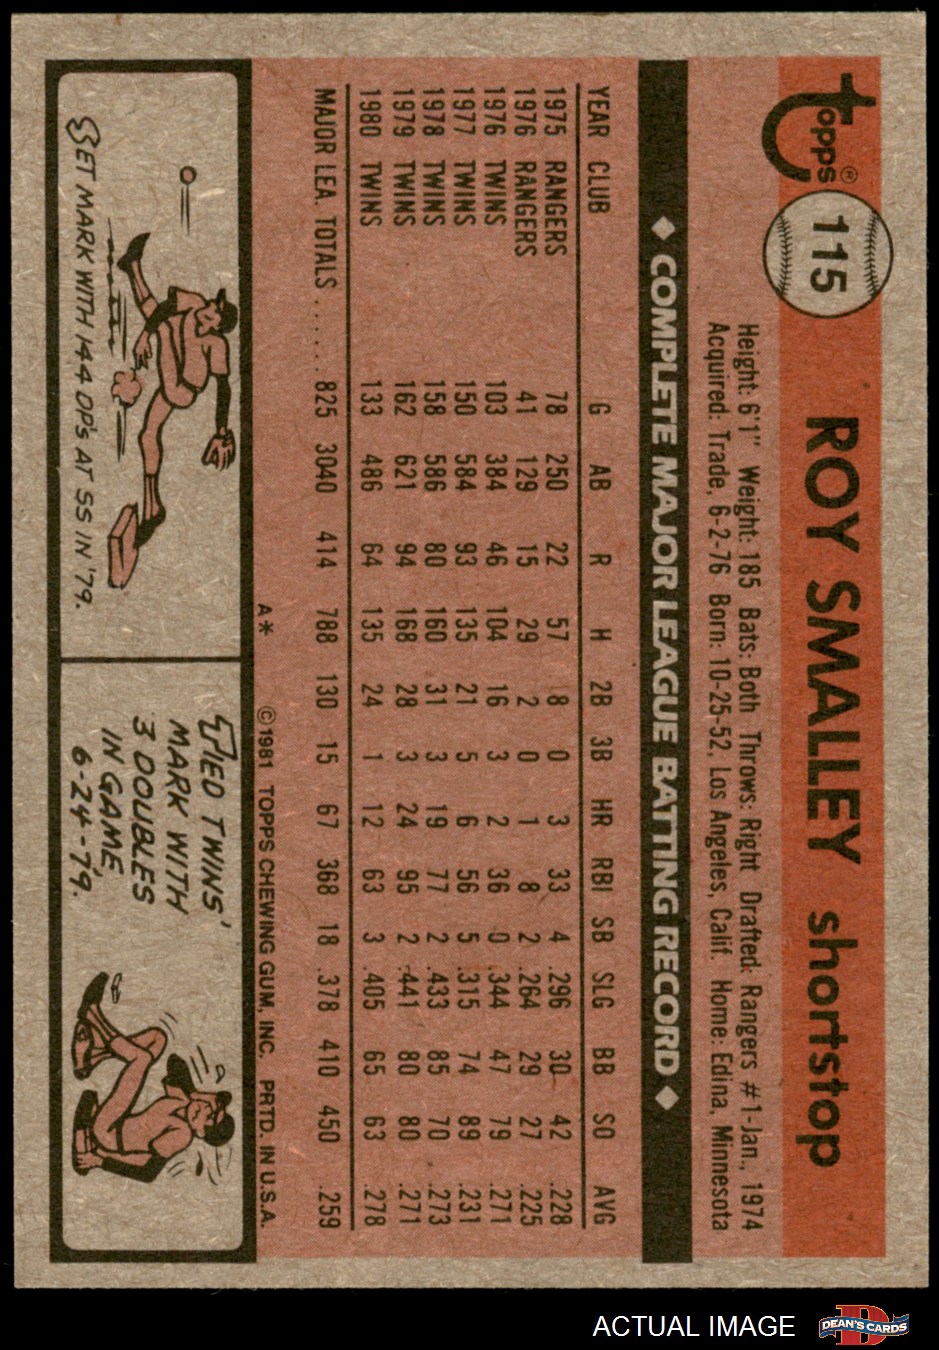 Topps®
115
ROY SMALLEY shortstop
Height: 6'1" Weight: 185 Bats: Both Throws: Right Drafted: Rangers #1-Jan., 1974
Acquired: Trade, 6-2-76 Born: 10-25-52, Los Angeles, Calif. Home: Edina, Minnesota
◆ COMPLETE MAJOR LEAGUE BATTING RECORD ◆
YEAR CLUB G AB R H 2B 3B HR RBI SB SLG BB SO AVG
1975 RANGERS 78 250 22 57 8 0 3 33 4 .296 30 42 .228
1976 RANGERS 41 129 15 29 2 0 1 8 2 .264 29 27 .225
1976 TWINS 103 384 46 104 16 3 2 36 0 .344 47 79 .271
1977 TWINS 150 584 93 135 21 5 6 56 5 .315 74 89 .231
1978 TWINS 158 586 80 160 31 3 19 77 2 .433 85 70 .273
1979 TWINS 162 621 94 168 28 3 24 95 2 .441 80 80 .271
1980 TWINS 133 486 64 135 24 1 12 63 3 .405 65 63 .278
MAJOR LEA. TOTALS ..... 825 3040 414 788 130 15 67 368 18 .378 410 450 .259
A* ©1981 TOPPS CHEWING GUM, INC. PRTD. IN U.S.A.
SET MARK WITH 144 DP'S AT SS IN '79.
TIED TWINS'
MARK WITH
3 DOUBLES
IN GAME,
6-24-79.
ACTUAL IMAGE
DEAN'S CARDS